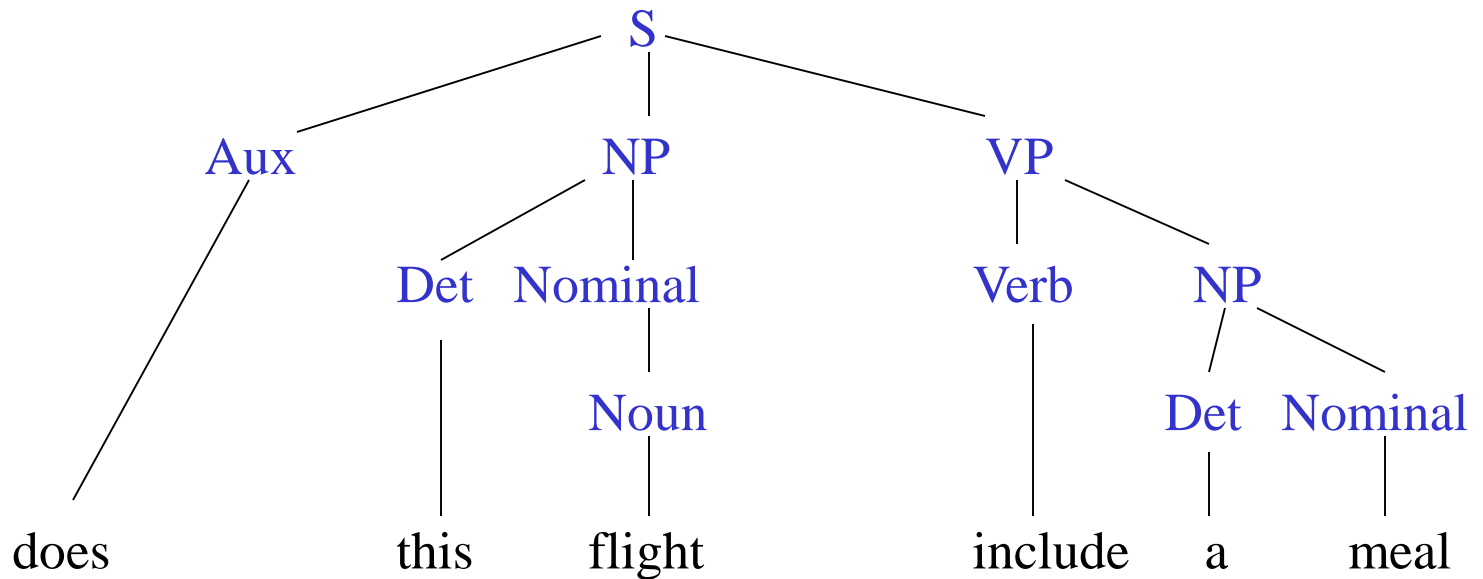 S
Aux NP VP
Det Nominal Verb NP
Noun Det Nominal
does this flight include a meal